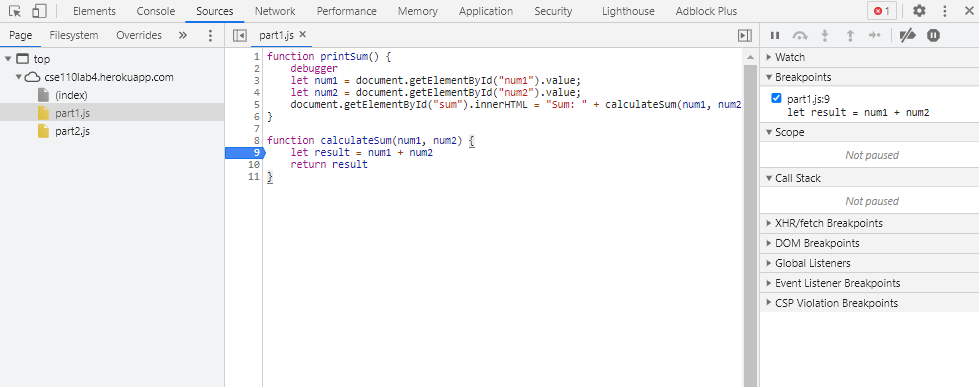 Elements Console Sources Network Performance Memory Application Security Lighthouse Adblock Plus 1
Page Filesystem Overrides »
part1.js
top
cse110lab4.herokuapp.com
(index)
part1.js
part2.js
1 function printSum() {
2 debugger
3 let num1 = document.getElementById("num1").value;
4 let num2 = document.getElementById("num2").value;
5 document.getElementById("sum").innerHTML = "Sum: " + calculateSum(num1, num2
6 }
7
8 function calculateSum(num1, num2) {
9 let result = num1 + num2
10 return result
11 }
Watch
Breakpoints
part1.js:9
let result = num1 + num2
Scope
Not paused
Call Stack
Not paused
XHR/fetch Breakpoints
DOM Breakpoints
Global Listeners
Event Listener Breakpoints
CSP Violation Breakpoints